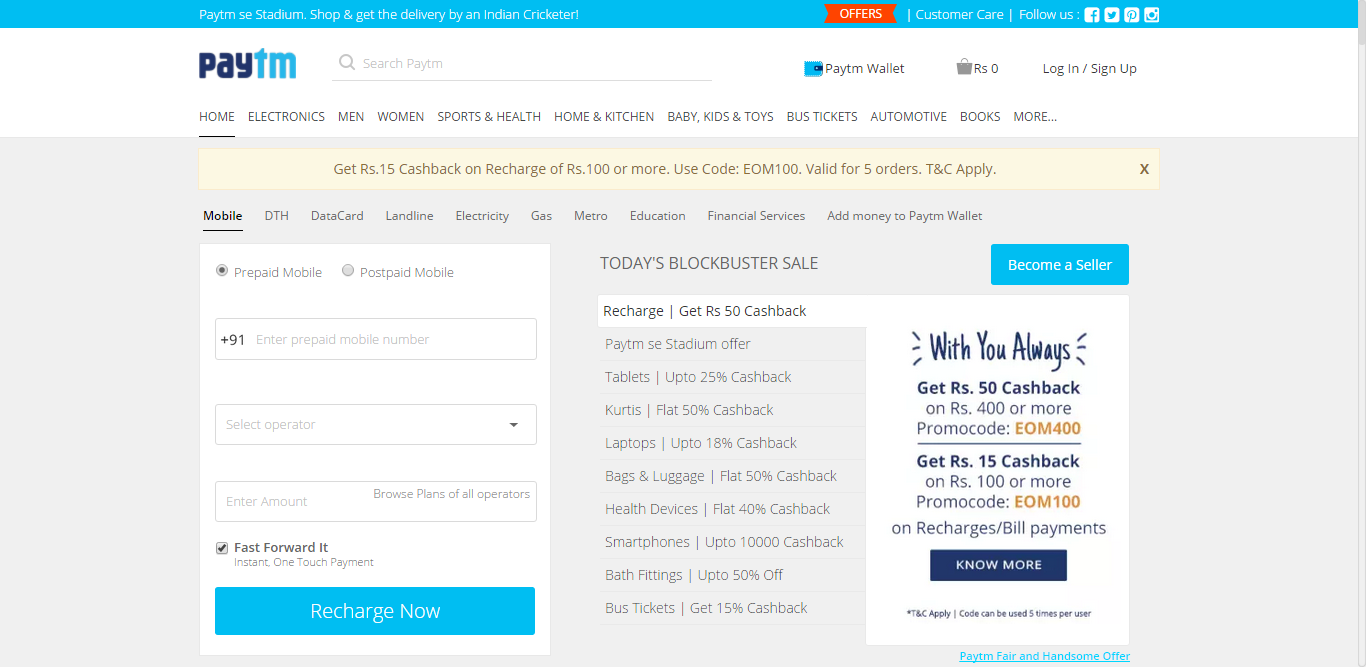 Paytm se Stadium. Shop & get the delivery by an Indian Cricketer!
OFFERS | Customer Care | Follow us :
paytm
Search Paytm
Paytm Wallet
Rs 0
Log In / Sign Up
HOME ELECTRONICS MEN WOMEN SPORTS & HEALTH HOME & KITCHEN BABY, KIDS & TOYS BUS TICKETS AUTOMOTIVE BOOKS MORE...
Get Rs.15 Cashback on Recharge of Rs.100 or more. Use Code: EOM100. Valid for 5 orders. T&C Apply. X
Mobile DTH DataCard Landline Electricity Gas Metro Education Financial Services Add money to Paytm Wallet
Prepaid Mobile Postpaid Mobile
+91 Enter prepaid mobile number
Select operator
Enter Amount Browse Plans of all operators
Fast Forward It
Instant, One Touch Payment
Recharge Now
TODAY'S BLOCKBUSTER SALE
Become a Seller
Recharge | Get Rs 50 Cashback
Paytm se Stadium offer
Tablets | Upto 25% Cashback
Kurtis | Flat 50% Cashback
Laptops | Upto 18% Cashback
Bags & Luggage | Flat 50% Cashback
Health Devices | Flat 40% Cashback
Smartphones | Upto 10000 Cashback
Bath Fittings | Upto 50% Off
Bus Tickets | Get 15% Cashback
With You Always
Get Rs. 50 Cashback
on Rs. 400 or more
Promocode: EOM400
Get Rs. 15 Cashback
on Rs. 100 or more
Promocode: EOM100
on Recharges/Bill payments
KNOW MORE
*T&C Apply | Code can be used 5 times per user
Paytm Fair and Handsome Offer